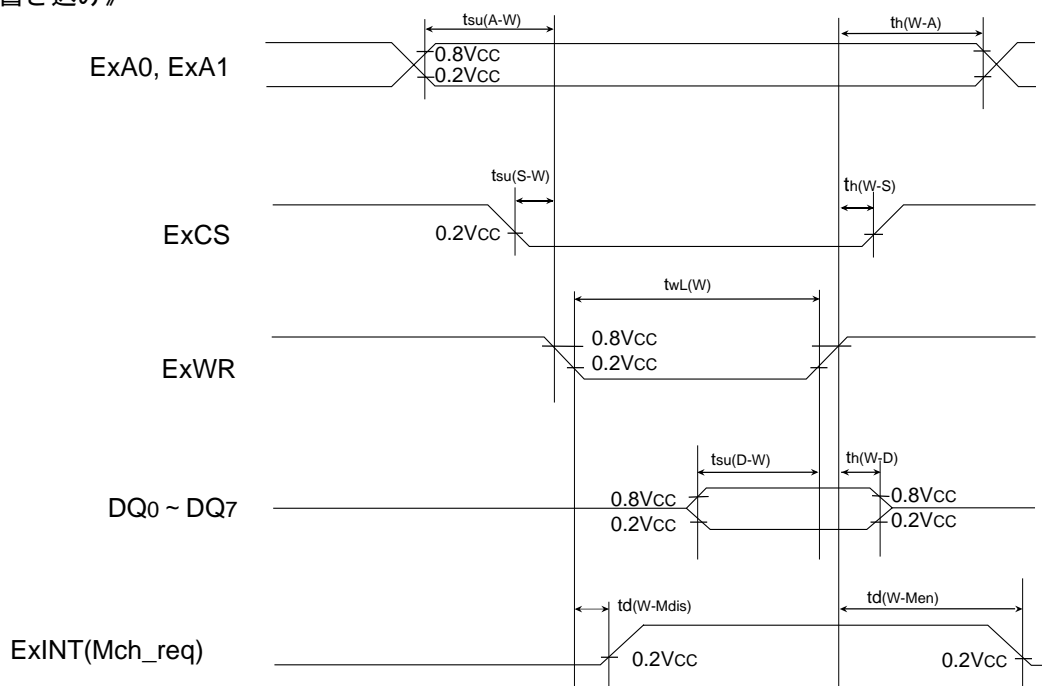 tsu(A-W)
th(W-A)
ExA0, ExA1
0.8VCC
0.2VCC
tsu(S-W)
th(W-S)
ExCS
0.2VCC
twL(W)
ExWR
0.8VCC
0.2VCC
tsu(D-W)
th(W-D)
DQ0 ~ DQ7
0.8VCC
0.2VCC
0.8VCC
0.2VCC
td(W-Mdis)
td(W-Men)
ExINT(Mch_req)
0.2VCC
0.2VCC